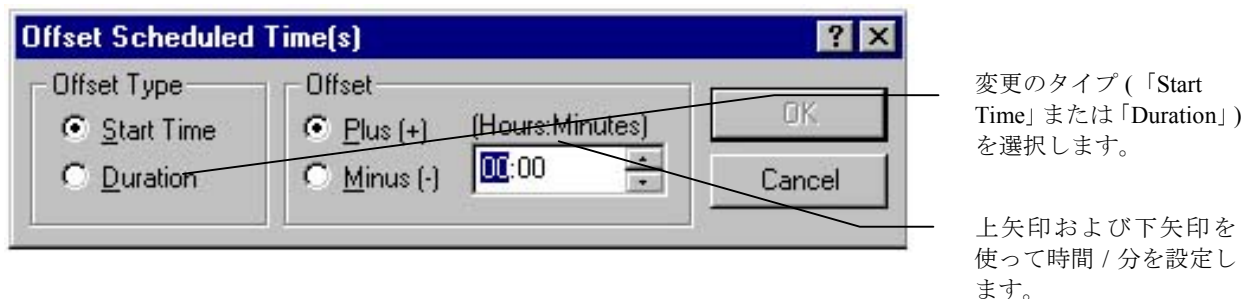 Offset Scheduled Time(s)
Offset Type
Start Time
Duration
Offset
Plus (+)
Minus (-)
(Hours:Minutes)
00:00
OK
Cancel
変更のタイプ (「Start
Time」または「Duration」)
を選択します。
上矢印および下矢印を
使って時間 / 分を設定し
ます。